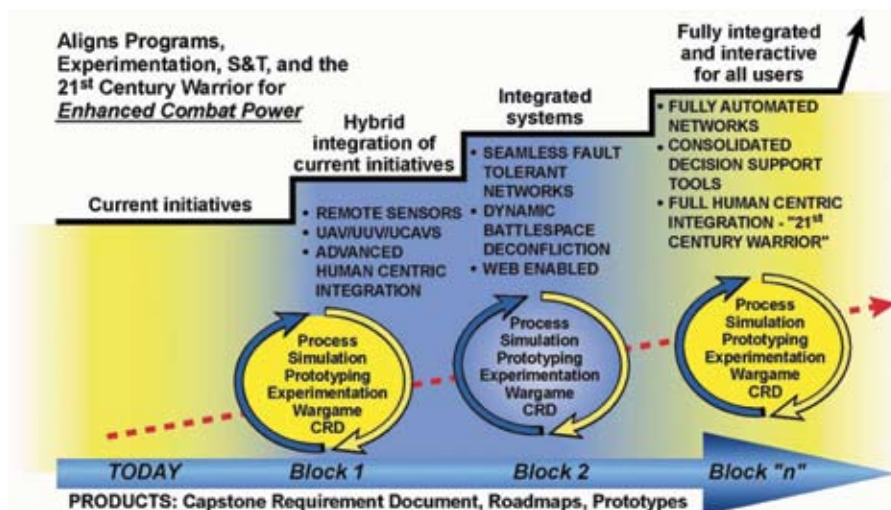 Aligns Programs,
Experimentation, S&T, and the
21st Century Warrior for
Enhanced Combat Power
Current initiatives
Hybrid
integration of
current initiatives
• REMOTE SENSORS
• UAV/UUV/UCAVS
• ADVANCED
HUMAN CENTRIC
INTEGRATION
Integrated
systems
• SEAMLESS FAULT
TOLERANT
NETWORKS
• DYNAMIC
BATTLESPACE
DECONFLICTION
• WEB ENABLED
Fully integrated
and interactive
for all users
• FULLY AUTOMATED
NETWORKS
• CONSOLIDATED
DECISION SUPPORT
TOOLS
• FULL HUMAN CENTRIC
INTEGRATION - "21st
CENTURY WARRIOR"
Process
Simulation
Prototyping
Experimentation
Wargame
CRD
Process
Simulation
Prototyping
Experimentation
Wargame
CRD
Process
Simulation
Prototyping
Experimentation
Wargame
CRD
TODAY
Block 1
Block 2
Block "n"
PRODUCTS: Capstone Requirement Document, Roadmaps, Prototypes